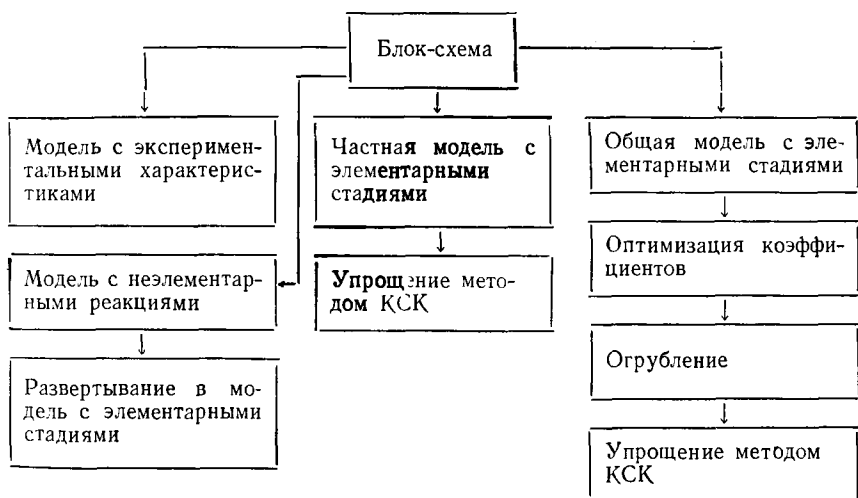 Блок-схема
Модель с эксперимен-
тальными характерис-
тиками
Частная модель с
элементарными
стадиями
Общая модель с эле-
ментарными стадиями
Модель с неэлементар-
ными реакциями
Упрощение мето-
дом КСК
Оптимизация коэффи-
циентов
Развертывание в мо-
дель с элементарными
стадиями
Огрубление
Упрощение методом
КСК